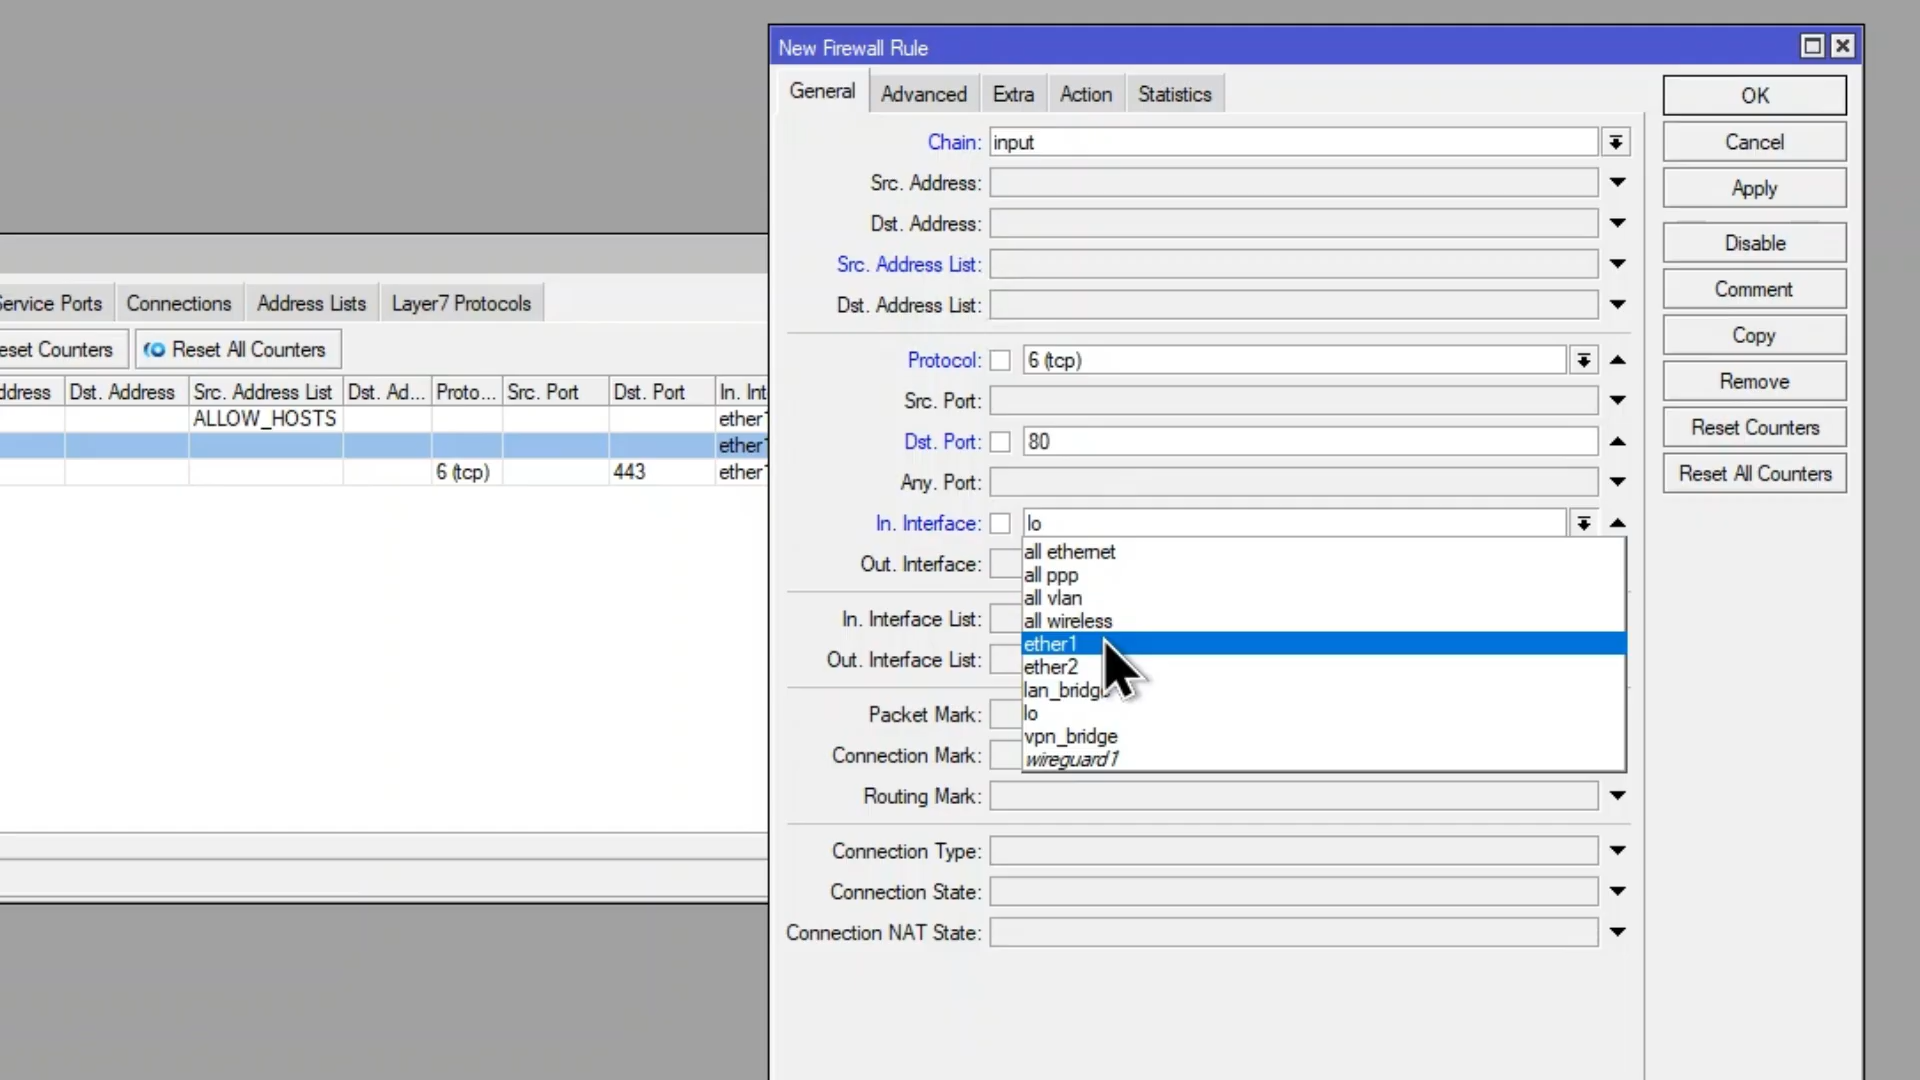 New Firewall Rule
General Advanced Extra Action Statistics
OK
Chain: input
Cancel
Src. Address:
Apply
Dst. Address:
Disable
Src. Address List:
Comment
Dst. Address List:
Copy
Protocol: 6 (tcp)
Remove
Src. Port:
Reset Counters
Dst. Port: 80
Reset All Counters
Any. Port:
In. Interface: lo
all ethernet
Out. Interface:
all ppp
all vlan
In. Interface List:
all wireless
ether1
Out. Interface List:
ether2
lan_bridge
Packet Mark:
lo
vpn_bridge
Connection Mark:
wireguard1
Routing Mark:
Connection Type:
Connection State:
Connection NAT State:
Service Ports Connections Address Lists Layer7 Protocols
eset Counters Reset All Counters
ddress Dst. Address Src. Address List Dst. Ad... Proto... Src. Port Dst. Port In. Int
ALLOW_HOSTS ether1
ether1
6 (tcp) 443 ether1